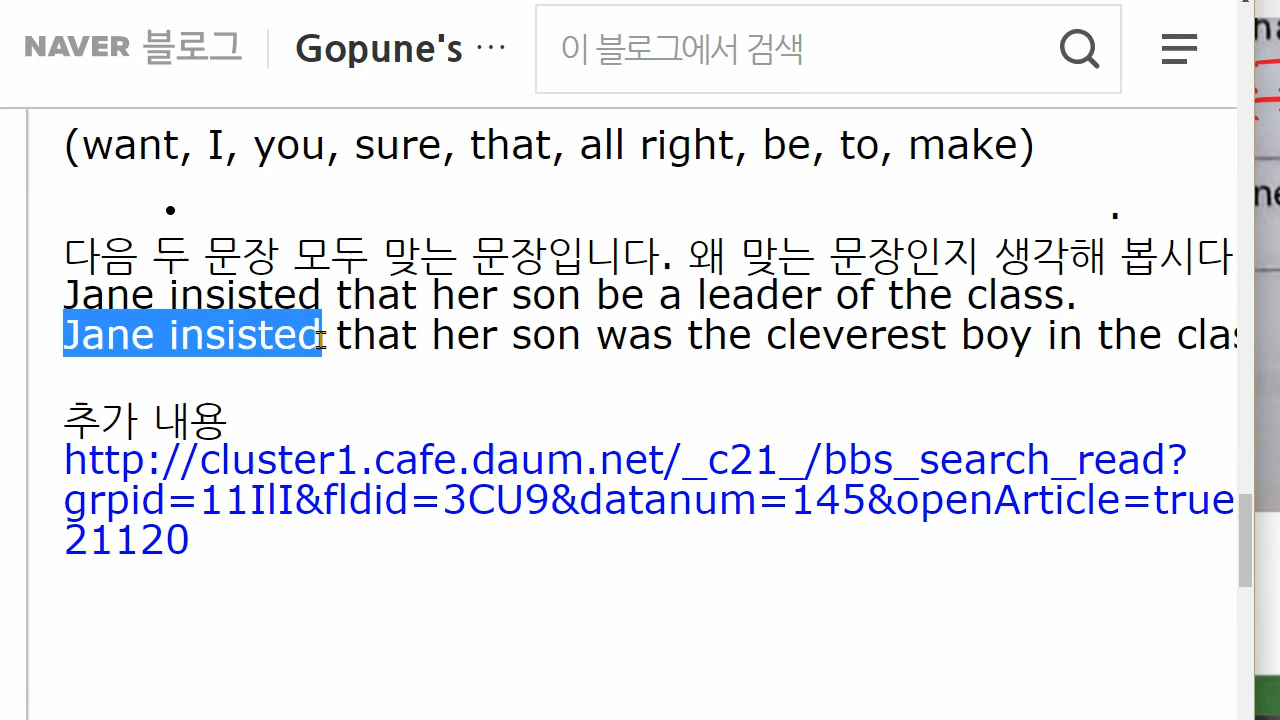 NAVER 블로그 Gopune's ··· 이 블로그에서 검색
(want, I, you, sure, that, all right, be, to, make)
다음 두 문장 모두 맞는 문장입니다. 왜 맞는 문장인지 생각해 봅시다
Jane insisted that her son be a leader of the class.
Jane insisted that her son was the cleverest boy in the
추가 내용
http://cluster1.cafe.daum.net/_c21_/bbs_search_read?
grpid=11IlI&fldid=3CU9&datanum=145&openArticle=true
21120